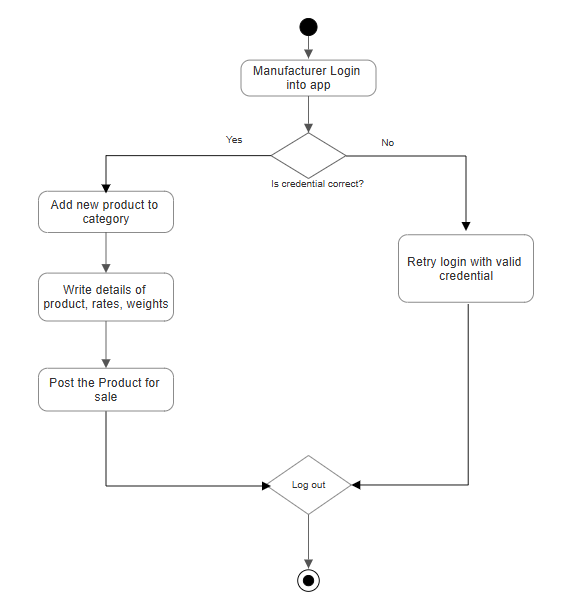 Manufacturer Login
into app
Yes
No
Is credential correct?
Add new product to
category
Retry login with valid
credential
Write details of
product, rates, weights
Post the Product for
sale
Log out